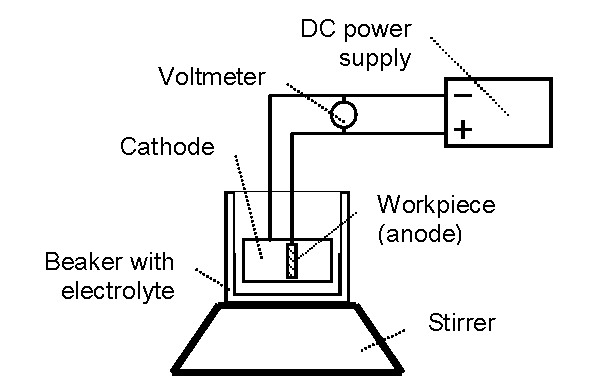 DC power
supply
Voltmeter
−
+
Cathode
Workpiece
(anode)
Beaker with
electrolyte
Stirrer